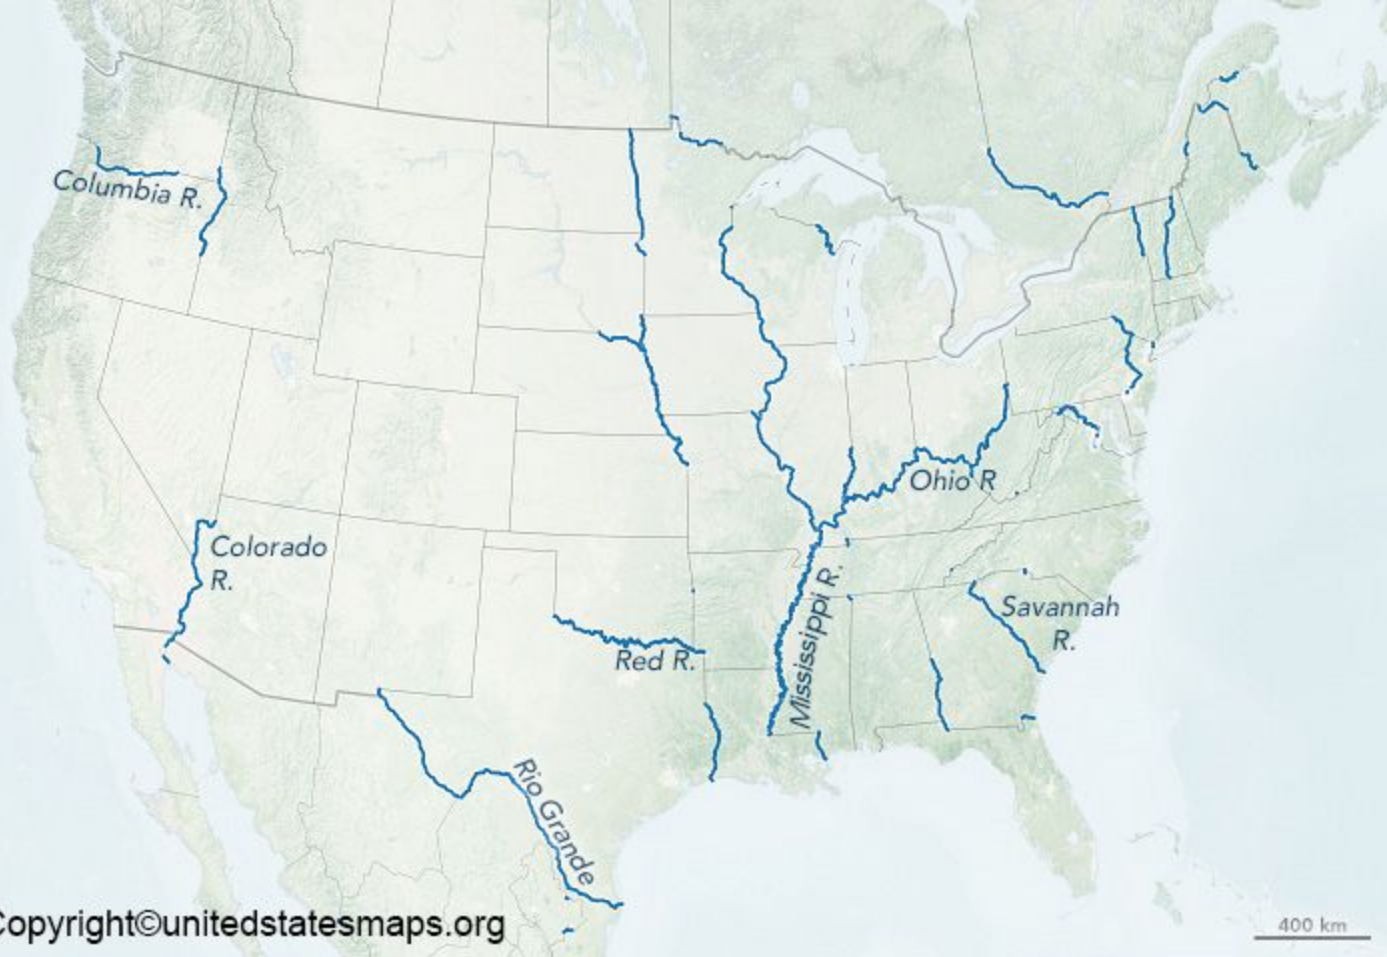 Columbia R.
Ohio R
Colorado
R.
Mississippi R.
Savannah
R.
Red R.
Rio Grande
Copyright©unitedstatesmaps.org
400 km